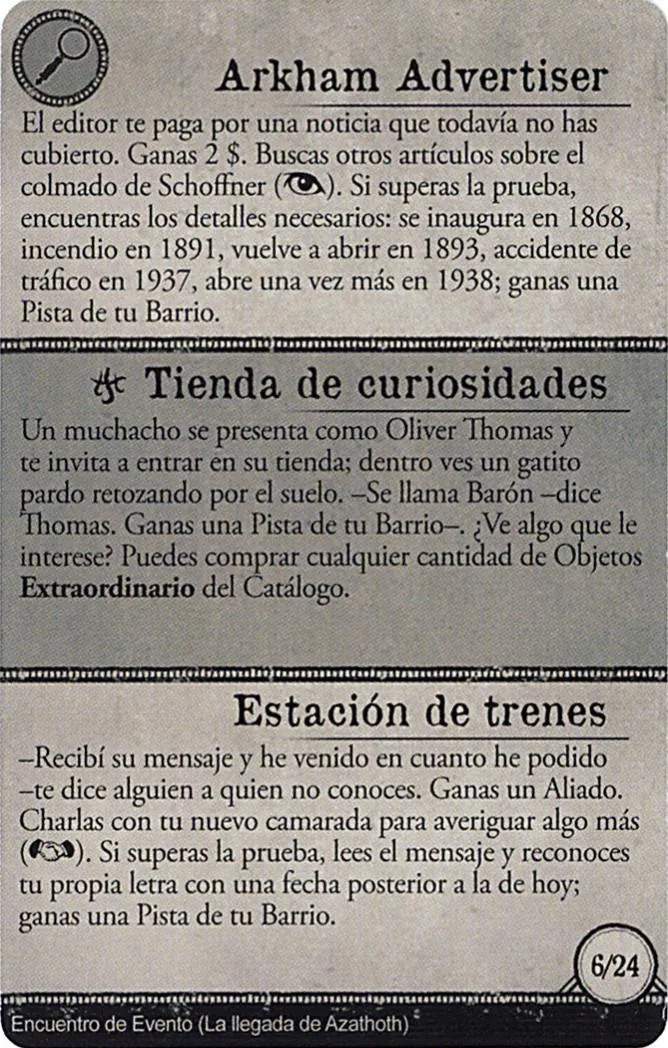 Arkham Advertiser
El editor te paga por una noticia que todavía no has
cubierto. Ganas 2 $. Buscas otros artículos sobre el
colmado de Schoffner (). Si superas la prueba,
encuentras los detalles necesarios: se inaugura en 1868,
incendio en 1891, vuelve a abrir en 1893, accidente de
tráfico en 1937, abre una vez más en 1938; ganas una
Pista de tu Barrio.
Tienda de curiosidades
Un muchacho se presenta como Oliver Thomas y
te invita a entrar en su tienda; dentro ves un gatito
pardo retozando por el suelo. –Se llama Barón –dice
Thomas. Ganas una Pista de tu Barrio–. ¿Ve algo que le
interese? Puedes comprar cualquier cantidad de Objetos
Extraordinario del Catálogo.
Estación de trenes
–Recibí su mensaje y he venido en cuanto he podido
–te dice alguien a quien no conoces. Ganas un Aliado.
Charlas con tu nuevo camarada para averiguar algo más
(). Si superas la prueba, lees el mensaje y reconoces
tu propia letra con una fecha posterior a la de hoy;
ganas una Pista de tu Barrio.
6/24
Encuentro de Evento (La llegada de Azathoth)